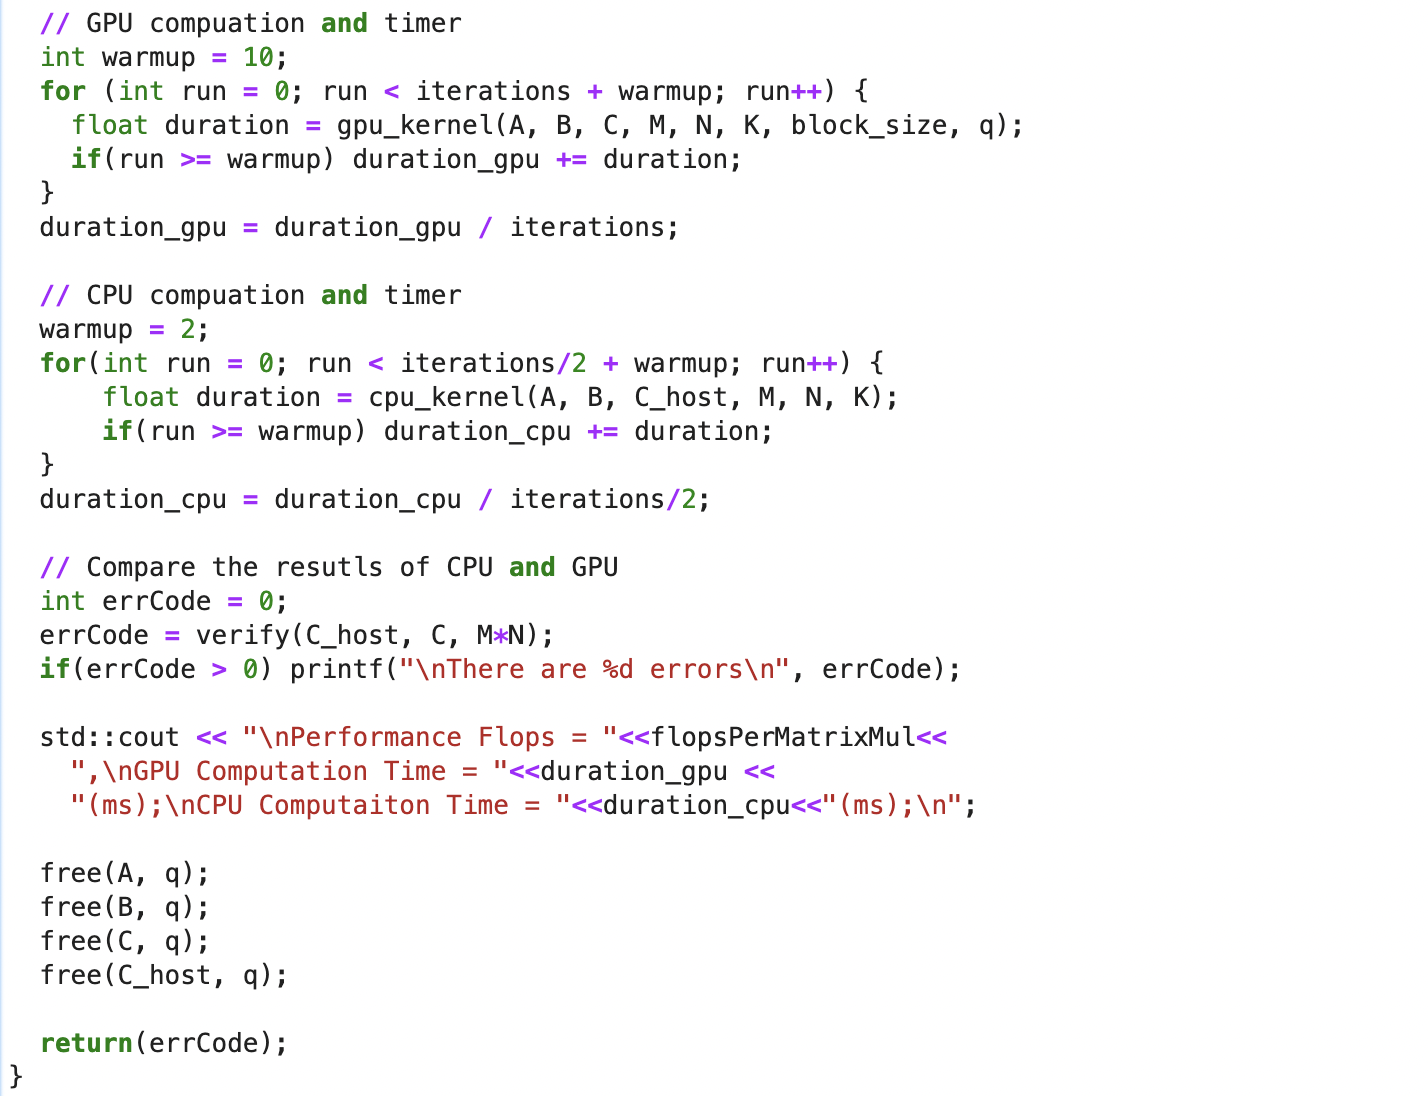 // GPU compuation and timer
int warmup = 10;
for (int run = 0; run < iterations + warmup; run++) {
  float duration = gpu_kernel(A, B, C, M, N, K, block_size, q);
  if(run >= warmup) duration_gpu += duration;
}
duration_gpu = duration_gpu / iterations;

// CPU compuation and timer
warmup = 2;
for(int run = 0; run < iterations/2 + warmup; run++) {
    float duration = cpu_kernel(A, B, C_host, M, N, K);
    if(run >= warmup) duration_cpu += duration;
}
duration_cpu = duration_cpu / iterations/2;

// Compare the resutls of CPU and GPU
int errCode = 0;
errCode = verify(C_host, C, M*N);
if(errCode > 0) printf("\nThere are %d errors\n", errCode);

std::cout << "\nPerformance Flops = "<<flopsPerMatrixMul<<
  ",\nGPU Computation Time = "<<duration_gpu <<
  "(ms);\nCPU Computaiton Time = "<<duration_cpu<<"(ms);\n";

free(A, q);
free(B, q);
free(C, q);
free(C_host, q);

return(errCode);
}